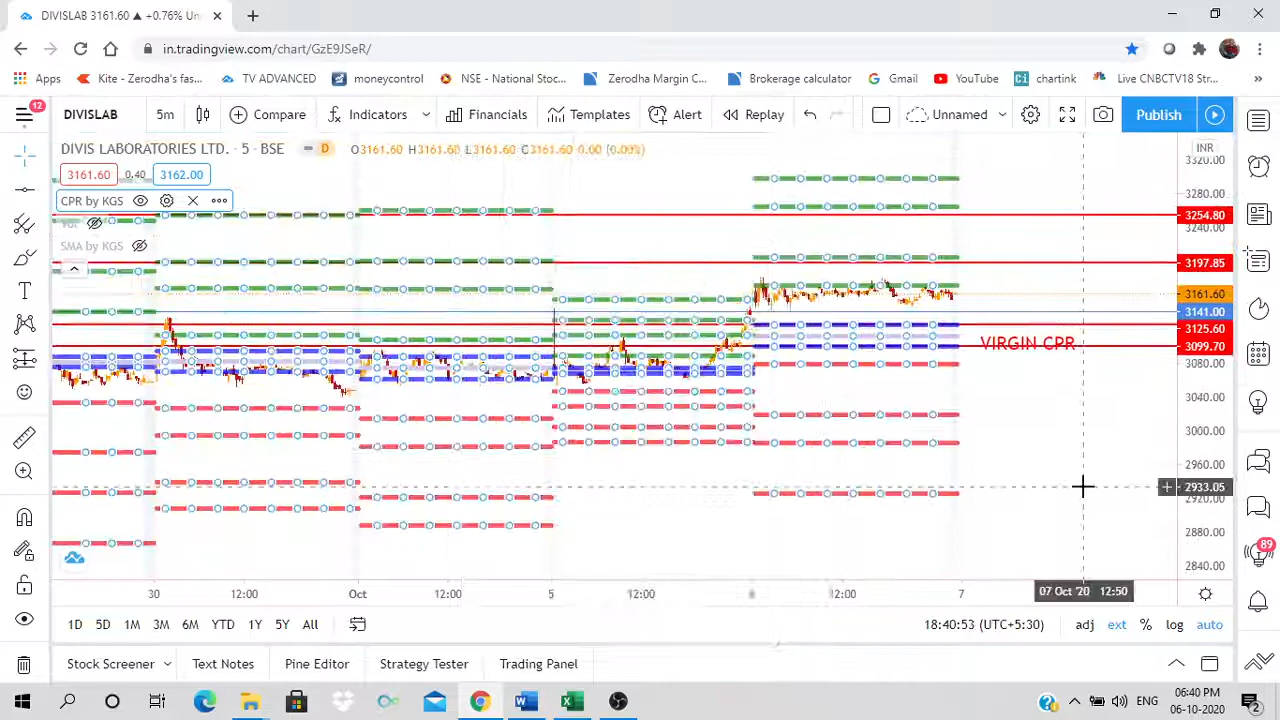 DIVISLAB 3161.60 ▲ +0.76% Un
in.tradingview.com/chart/GzE9JSeR/
Apps Kite - Zerodha's fas... TV ADVANCED moneycontrol NSE - National Stoc... Zerodha Margin C... Brokerage calculator Gmail YouTube chartink Live CNBCTV18 St... »
12 DIVISLAB 5m Compare Indicators Financials Templates Alert Replay Unnamed Publish
DIVIS LABORATORIES LTD. · 5 · BSE D O3161.60 H3161.60 L3161.60 C3161.60 0.00 (0.00%) INR
3161.60 0.40 3162.00
CPR by KGS
Vol
SMA by KGS
3320.00
3280.00
3254.80
3240.00
3197.85
3161.60
3141.00
3125.60
VIRGIN CPR 3099.70
3080.00
3040.00
3000.00
2960.00
2933.05
2920.00
2880.00
2840.00
89
30 12:00 Oct 12:00 5 12:00 6 12:00 7 07 Oct '20 12:50
1D 5D 1M 3M 6M YTD 1Y 5Y All 18:40:53 (UTC+5:30) adj ext % log auto
Stock Screener Text Notes Pine Editor Strategy Tester Trading Panel
ENG 06:40 PM
06-10-2020 2